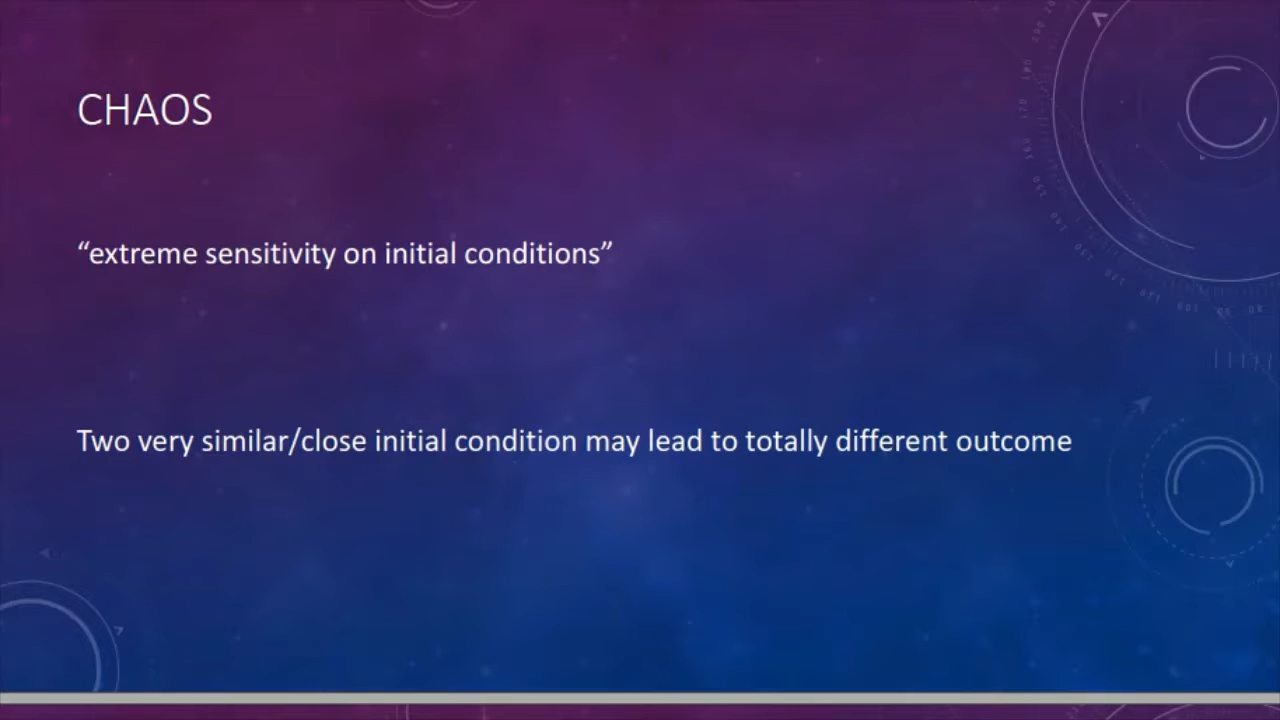 CHAOS
“extreme sensitivity on initial conditions”
Two very similar/close initial condition may lead to totally different outcome